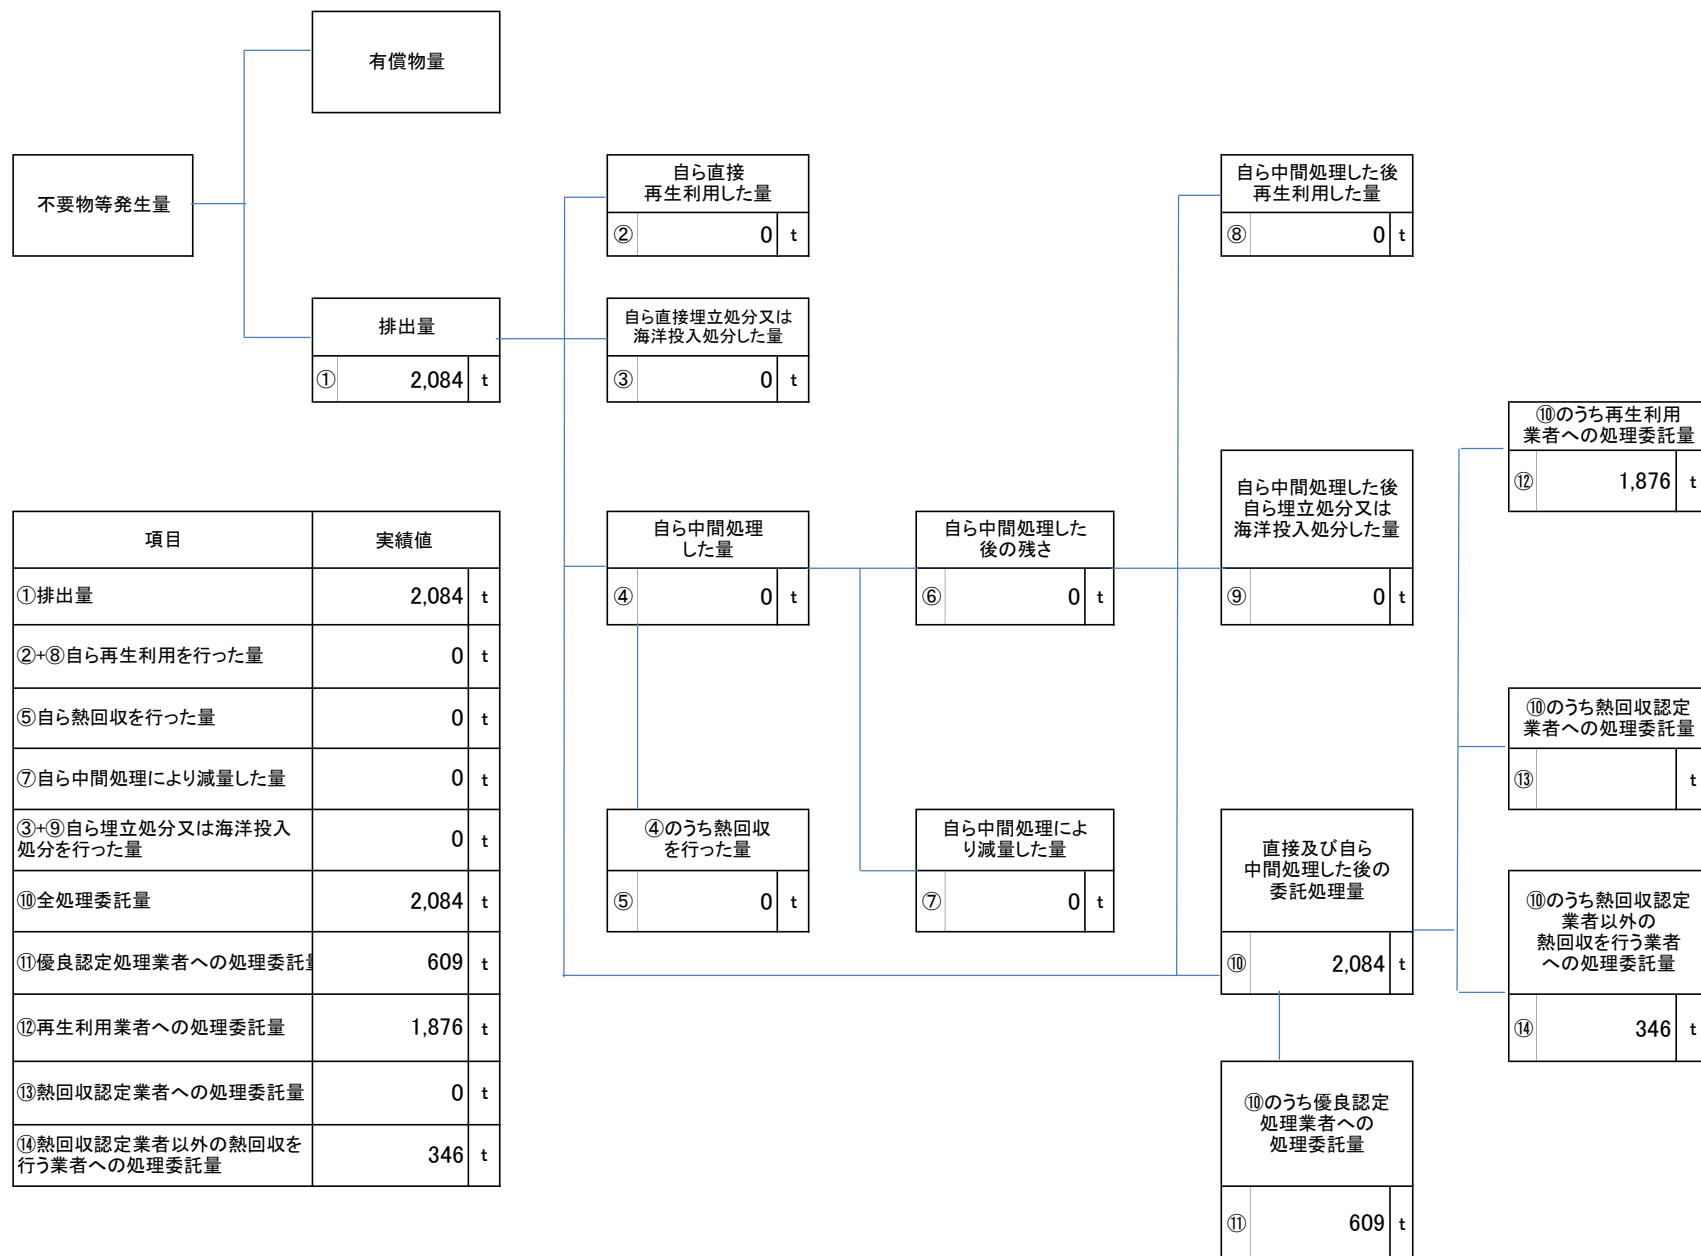 有償物量
不要物等発生量
自ら直接
再生利用した量
② 0 t
自ら中間処理した後
再生利用した量
⑧ 0 t
排出量
① 2,084 t
自ら直接埋立処分又は
海洋投入処分した量
③ 0 t
⑩のうち再生利用
業者への処理委託量
⑫ 1,876 t
自ら中間処理した後
自ら埋立処分又は
海洋投入処分した量
⑨ 0 t
自ら中間処理
した量
④ 0 t
自ら中間処理した
後の残さ
⑥ 0 t
⑩のうち熱回収認定
業者への処理委託量
⑬ t
④のうち熱回収
を行った量
⑤ 0 t
自ら中間処理によ
り減量した量
⑦ 0 t
直接及び自ら
中間処理した後の
委託処理量
⑩ 2,084 t
⑩のうち熱回収認定
業者以外の
熱回収を行う業者
への処理委託量
⑭ 346 t
⑩のうち優良認定
処理業者への
処理委託量
⑪ 609 t
項目 実績値
①排出量 2,084 t
②+⑧自ら再生利用を行った量 0 t
⑤自ら熱回収を行った量 0 t
⑦自ら中間処理により減量した量 0 t
③+⑨自ら埋立処分又は海洋投入
処分を行った量 0 t
⑩全処理委託量 2,084 t
⑪優良認定処理業者への処理委託 609 t
⑫再生利用業者への処理委託量 1,876 t
⑬熱回収認定業者への処理委託量 0 t
⑭熱回収認定業者以外の熱回収を
行う業者への処理委託量 346 t